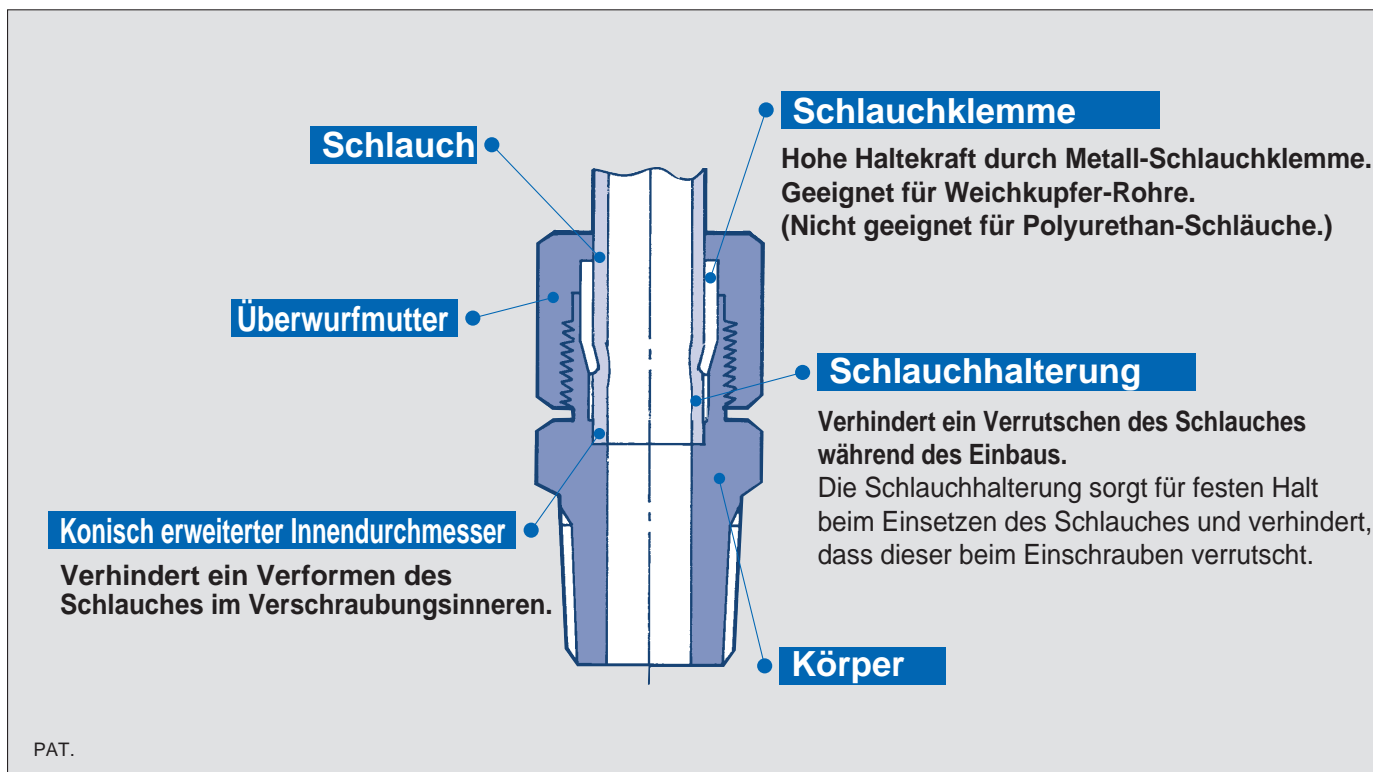 Schlauch
Überwurfmutter
Konisch erweiterter Innendurchmesser
Verhindert ein Verformen des
Schlauches im Verschraubungsinneren.
Schlauchklemme
Hohe Haltekraft durch Metall-Schlauchklemme.
Geeignet für Weichkupfer-Rohre.
(Nicht geeignet für Polyurethan-Schläuche.)
Schlauchhalterung
Verhindert ein Verrutschen des Schlauches
während des Einbaus.
Die Schlauchhalterung sorgt für festen Halt
beim Einsetzen des Schlauches und verhindert,
dass dieser beim Einschrauben verrutscht.
Körper
PAT.